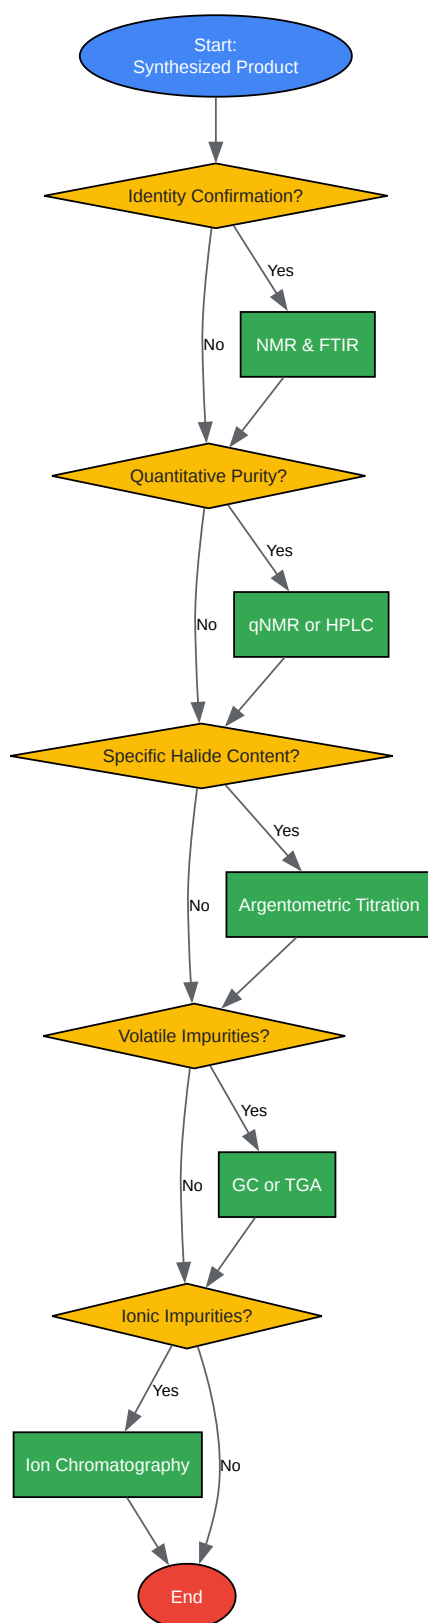 Start:
Synthesized Product
Identity Confirmation?
Yes
No
NMR & FTIR
Quantitative Purity?
Yes
No
qNMR or HPLC
Specific Halide Content?
Yes
No
Argentometric Titration
Volatile Impurities?
Yes
No
GC or TGA
Ionic Impurities?
Yes
No
Ion Chromatography
End